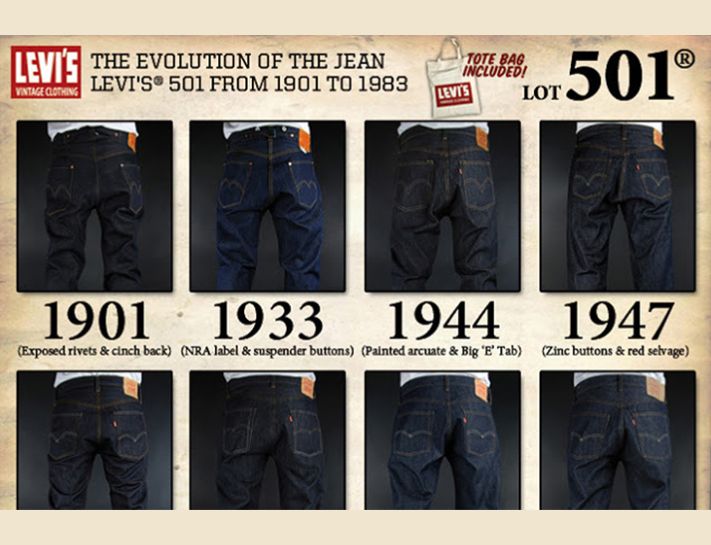 LEVI'S
VINTAGE CLOTHING
THE EVOLUTION OF THE JEAN
LEVI'S® 501 FROM 1901 TO 1983
LEVI'S
VINTAGE CLOTHING
TOTE BAG
INCLUDED!
LOT 501®
1901
(Exposed rivets & cinch back)
1933
(NRA label & suspender buttons)
1944
(Painted arcuate & Big 'E' Tab)
1947
(Zinc buttons & red selvage)